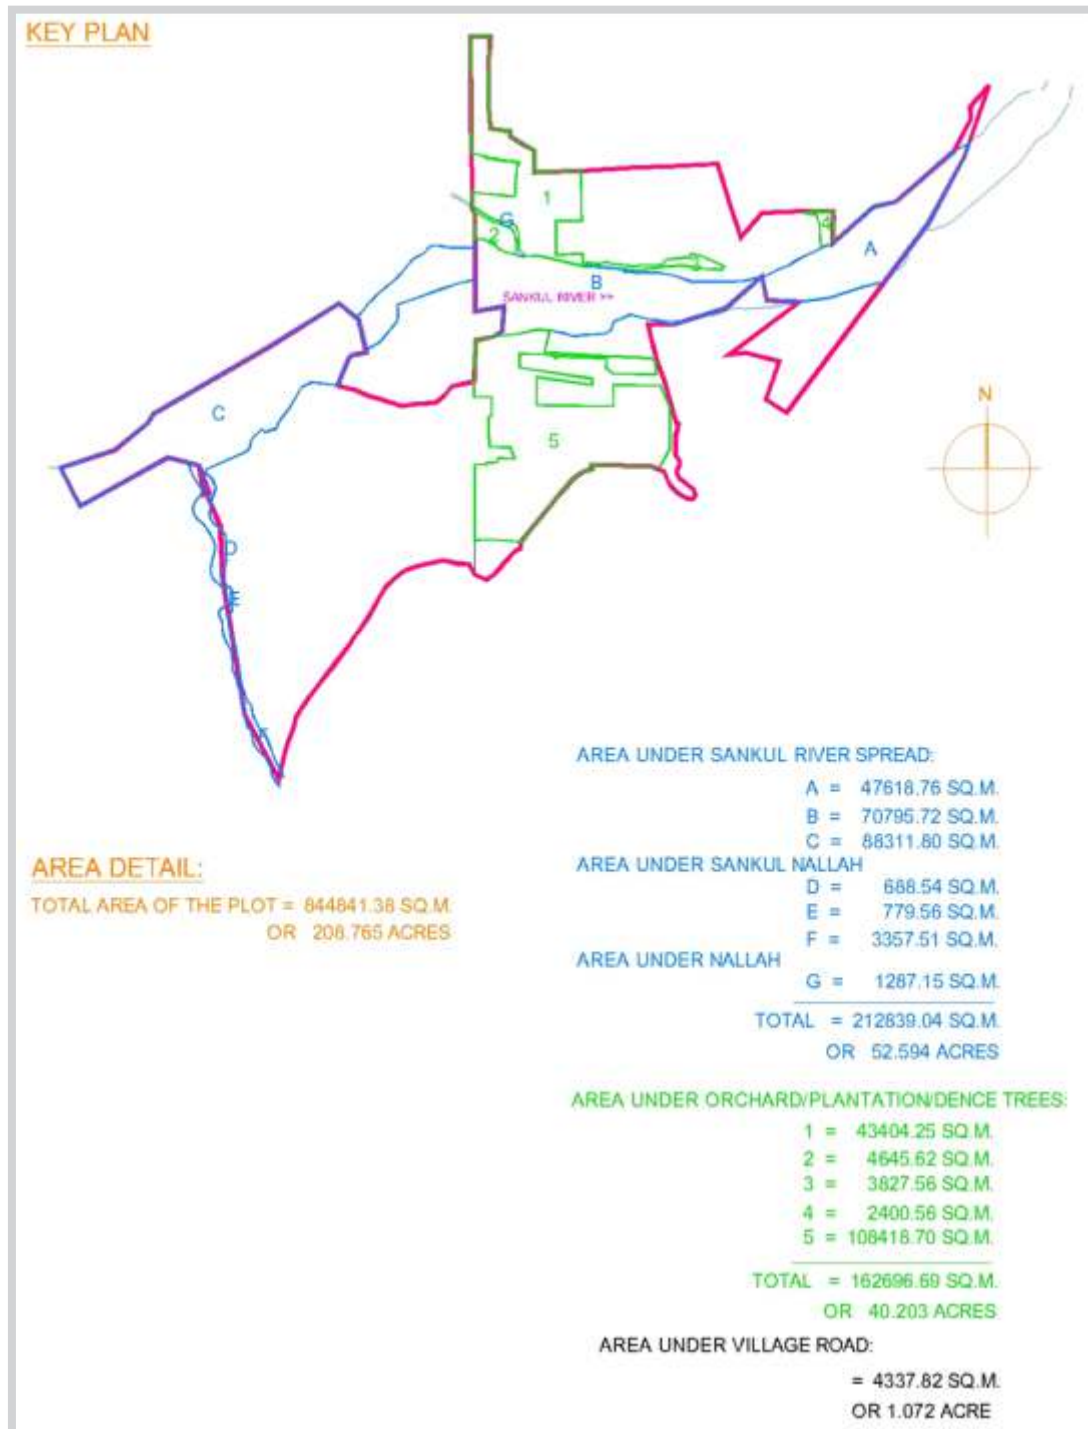 KEY PLAN
1
G
2
4
A
B
SANKUL RIVER >>
3
C
N
5
D
E
F
AREA UNDER SANKUL RIVER SPREAD:
A = 47618.76 SQ.M.
B = 70795.72 SQ.M.
C = 88311.80 SQ.M.
AREA UNDER SANKUL NALLAH
D = 688.54 SQ.M.
E = 779.56 SQ.M.
F = 3357.51 SQ.M.
AREA UNDER NALLAH
G = 1287.15 SQ.M.
TOTAL = 212839.04 SQ.M.
OR 52.594 ACRES
AREA DETAIL:
TOTAL AREA OF THE PLOT = 844841.38 SQ.M.
OR 208.765 ACRES
AREA UNDER ORCHARD/PLANTATION/DENCE TREES:
1 = 43404.25 SQ.M.
2 = 4645.62 SQ.M.
3 = 3827.56 SQ.M.
4 = 2400.56 SQ.M.
5 = 108418.70 SQ.M.
TOTAL = 162696.69 SQ.M.
OR 40.203 ACRES
AREA UNDER VILLAGE ROAD:
= 4337.82 SQ.M.
OR 1.072 ACRE